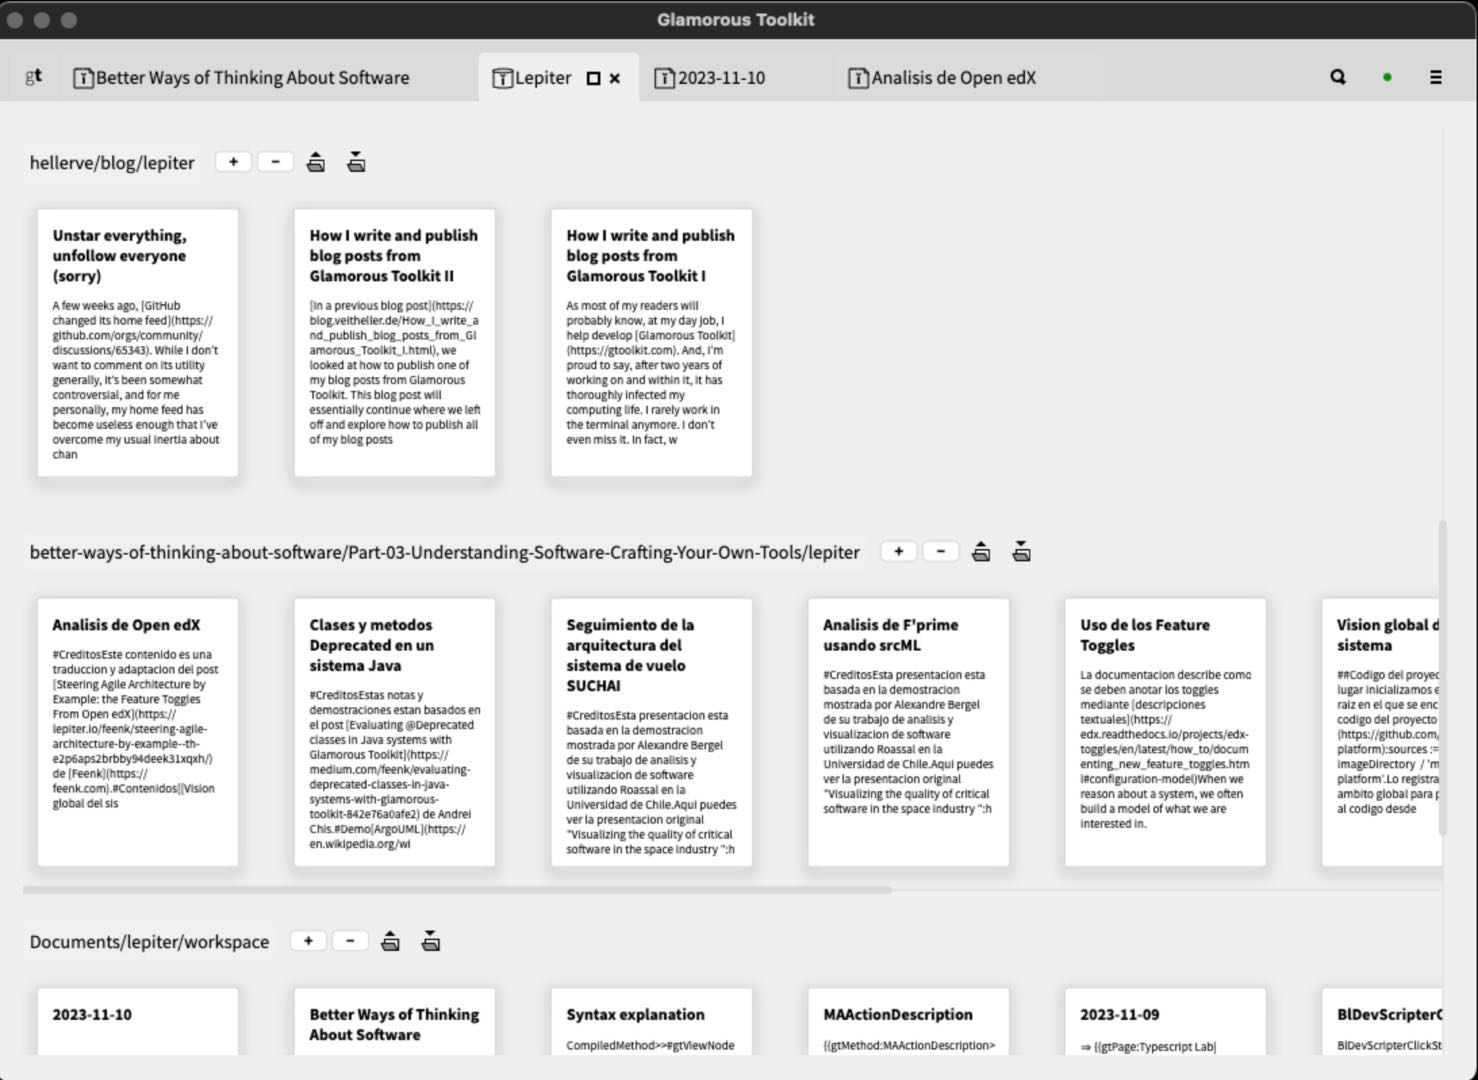 Glamorous Toolkit
gt
Better Ways of Thinking About Software
Lepiter
2023-11-10
Analisis de Open edX
hellerve/blog/lepiter
Unstar everything,
unfollow everyone
(sorry)
A few weeks ago, [GitHub
changed its home feed](https://
github.com/orgs/community/
discussions/65343). While I don't
want to comment on its utility
generally, it's been somewhat
controversial, and for me
personally, my home feed has
become useless enough that I've
overcome my usual inertia about
chan
How I write and publish
blog posts from
Glamorous Toolkit II
[In a previous blog post](https://
blog.veitheller.de/How_I_write_a
nd_publish_blog_posts_from_Gl
amorous_Toolkit_I.html), we
looked at how to publish one of
my blog posts from Glamorous
Toolkit. This blog post will
essentially continue where we left
off and explore how to publish all
of my blog posts
How I write and publish
blog posts from
Glamorous Toolkit I
As most of my readers will
probably know, at my day job, I
help develop [Glamorous Toolkit]
(https://gtoolkit.com). And, I'm
proud to say, after two years of
working on and within it, it has
thoroughly infected my
computing life. I rarely work in
the terminal anymore. I don't
even miss it. In fact, w
better-ways-of-thinking-about-software/Part-03-Understanding-Software-Crafting-Your-Own-Tools/lepiter
Analisis de Open edX
#CreditosEste contenido es una
traduccion y adaptacion del post
[Steering Agile Architecture by
Example: the Feature Toggles
From Open edX](https://
lepiter.io/feenk/steering-agile-
architecture-by-example--th-
e2p6aps2brbby94deek31xqxh/)
de [Feenk](https://
feenk.com).#Contenidos[[Vision
global del sis
Clases y metodos
Deprecated en un
sistema Java
#CreditosEstas notas y
demostraciones estan basados en
el post [Evaluating @Deprecated
classes in Java systems with
Glamorous Toolkit](https://
medium.com/feenk/evaluating-
deprecated-classes-in-java-
systems-with-glamorous-
toolkit-842e76a0afe2) de Andrei
Chis.#Demo[ArgoUML](https://
en.wikipedia.org/wi
Seguimiento de la
arquitectura del
sistema de vuelo
SUCHAI
#CreditosEsta presentacion esta
basada en la demostracion
mostrada por Alexandre Bergel
de su trabajo de analisis y
visualizacion de software
utilizando Roassal en la
Universidad de Chile.Aqui puedes
ver la presentacion original
"Visualizing the quality of critical
software in the space industry ":h
Analisis de F'prime
usando srcML
#CreditosEsta presentacion esta
basada en la demostracion
mostrada por Alexandre Bergel
de su trabajo de analisis y
visualizacion de software
utilizando Roassal en la
Universidad de Chile.Aqui puedes
ver la presentacion original
"Visualizing the quality of critical
software in the space industry ":h
Uso de los Feature
Toggles
La documentacion describe como
se deben anotar los toggles
mediante [descripciones
textuales](https://
edx.readthedocs.io/projects/edx-
toggles/en/latest/how_to/docum
enting_new_feature_toggles.htm
l#configuration-model)When we
reason about a system, we often
build a model of what we are
interested in.
Vision global d
sistema
##Codigo del proyec
lugar inicializamos e
raiz en el que se enc
codigo del proyecto
(https://github.com/
platform):sources :=
imageDirectory / 'm
platform'.Lo registra
ambito global para p
al codigo desde
Documents/lepiter/workspace
2023-11-10
Better Ways of Thinking
About Software
Syntax explanation
CompiledMethod>>#gtViewNode
MAActionDescription
{{gtMethod:MAActionDescription>
2023-11-09
⇒ {{gtPage:Typescript Lab|
BlDevScripterC
BlDevScripterClickSt